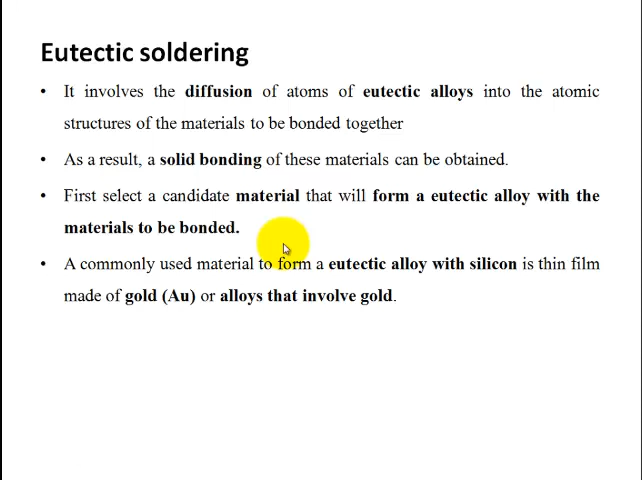 Eutectic soldering
• It involves the diffusion of atoms of eutectic alloys into the atomic
structures of the materials to be bonded together
• As a result, a solid bonding of these materials can be obtained.
• First select a candidate material that will form a eutectic alloy with the
materials to be bonded.
• A commonly used material to form a eutectic alloy with silicon is thin film
made of gold (Au) or alloys that involve gold.